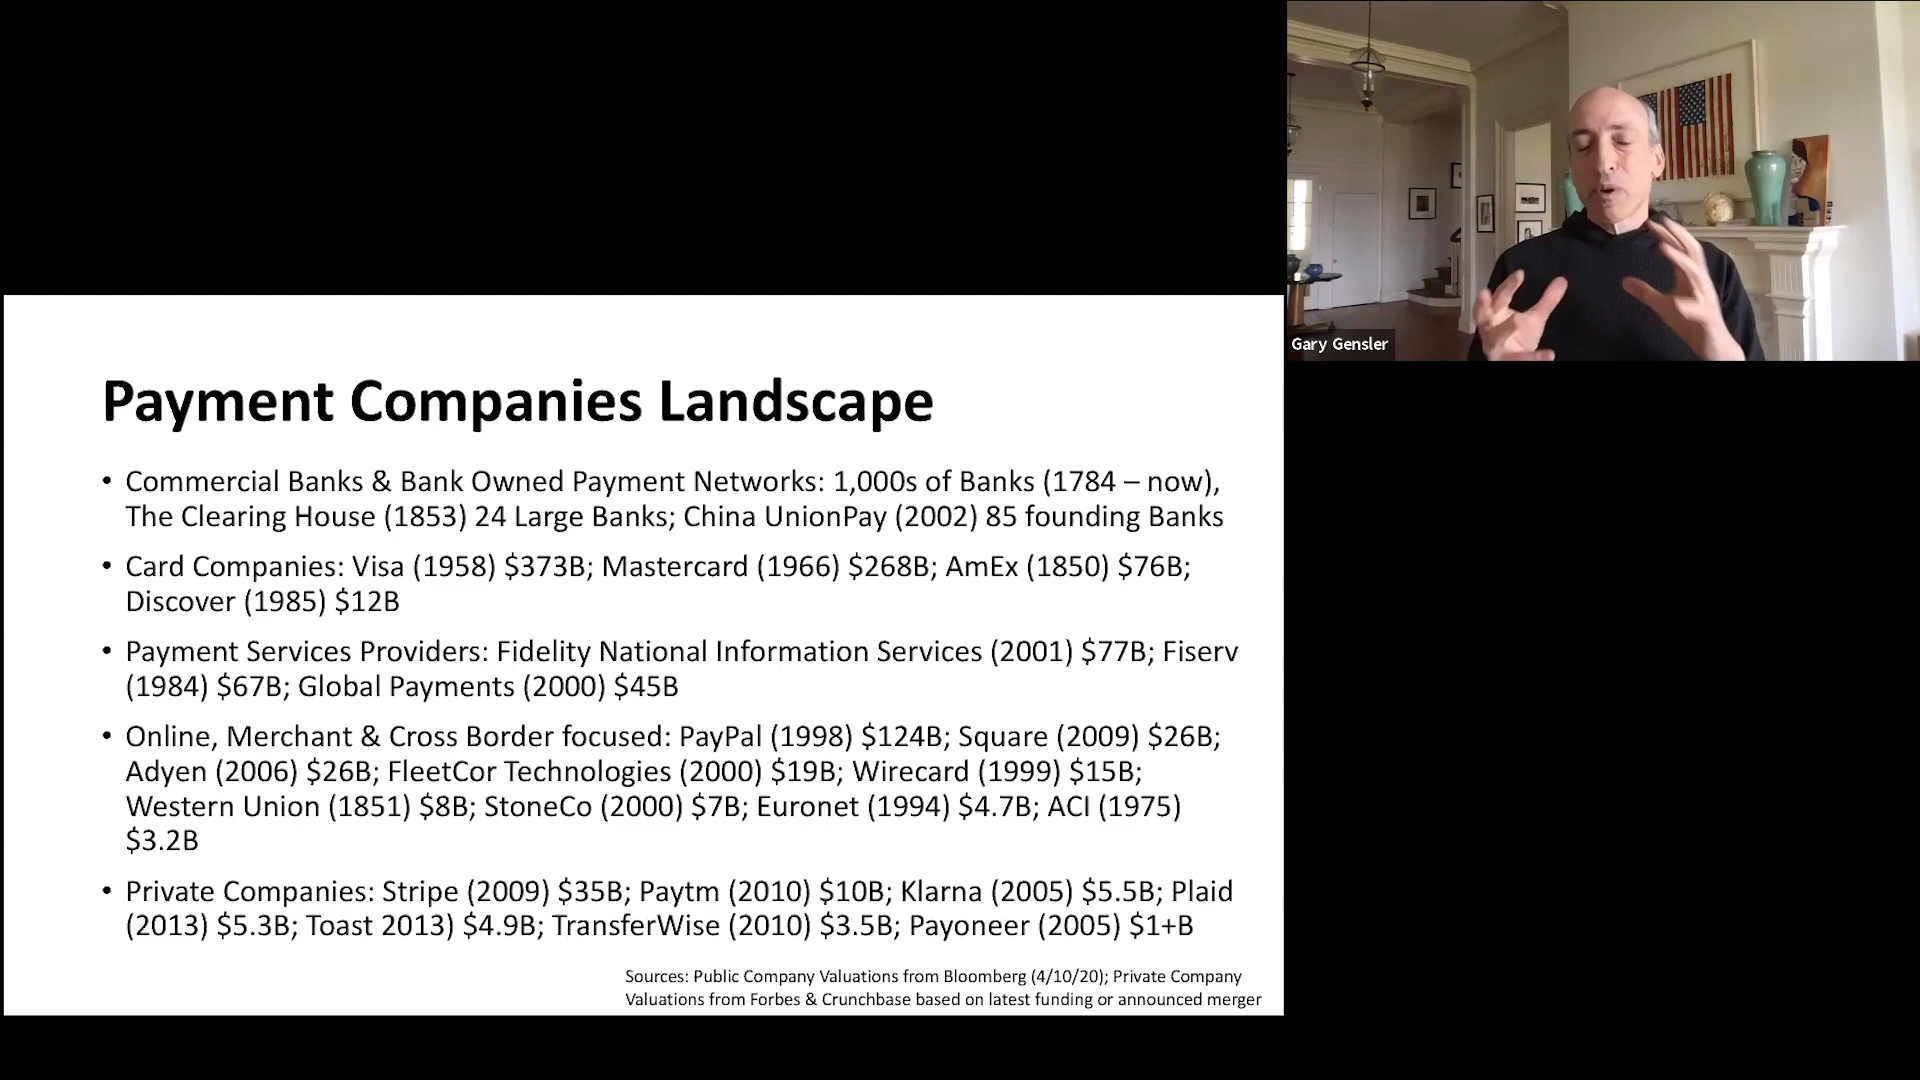 Gary Gensler
Payment Companies Landscape
• Commercial Banks & Bank Owned Payment Networks: 1,000s of Banks (1784 – now),
The Clearing House (1853) 24 Large Banks; China UnionPay (2002) 85 founding Banks
• Card Companies: Visa (1958) $373B; Mastercard (1966) $268B; AmEx (1850) $76B;
Discover (1985) $12B
• Payment Services Providers: Fidelity National Information Services (2001) $77B; Fiserv
(1984) $67B; Global Payments (2000) $45B
• Online, Merchant & Cross Border focused: PayPal (1998) $124B; Square (2009) $26B;
Adyen (2006) $26B; FleetCor Technologies (2000) $19B; Wirecard (1999) $15B;
Western Union (1851) $8B; StoneCo (2000) $7B; Euronet (1994) $4.7B; ACI (1975)
$3.2B
• Private Companies: Stripe (2009) $35B; Paytm (2010) $10B; Klarna (2005) $5.5B; Plaid
(2013) $5.3B; Toast 2013) $4.9B; TransferWise (2010) $3.5B; Payoneer (2005) $1+B
Sources: Public Company Valuations from Bloomberg (4/10/20); Private Company
Valuations from Forbes & Crunchbase based on latest funding or announced merger